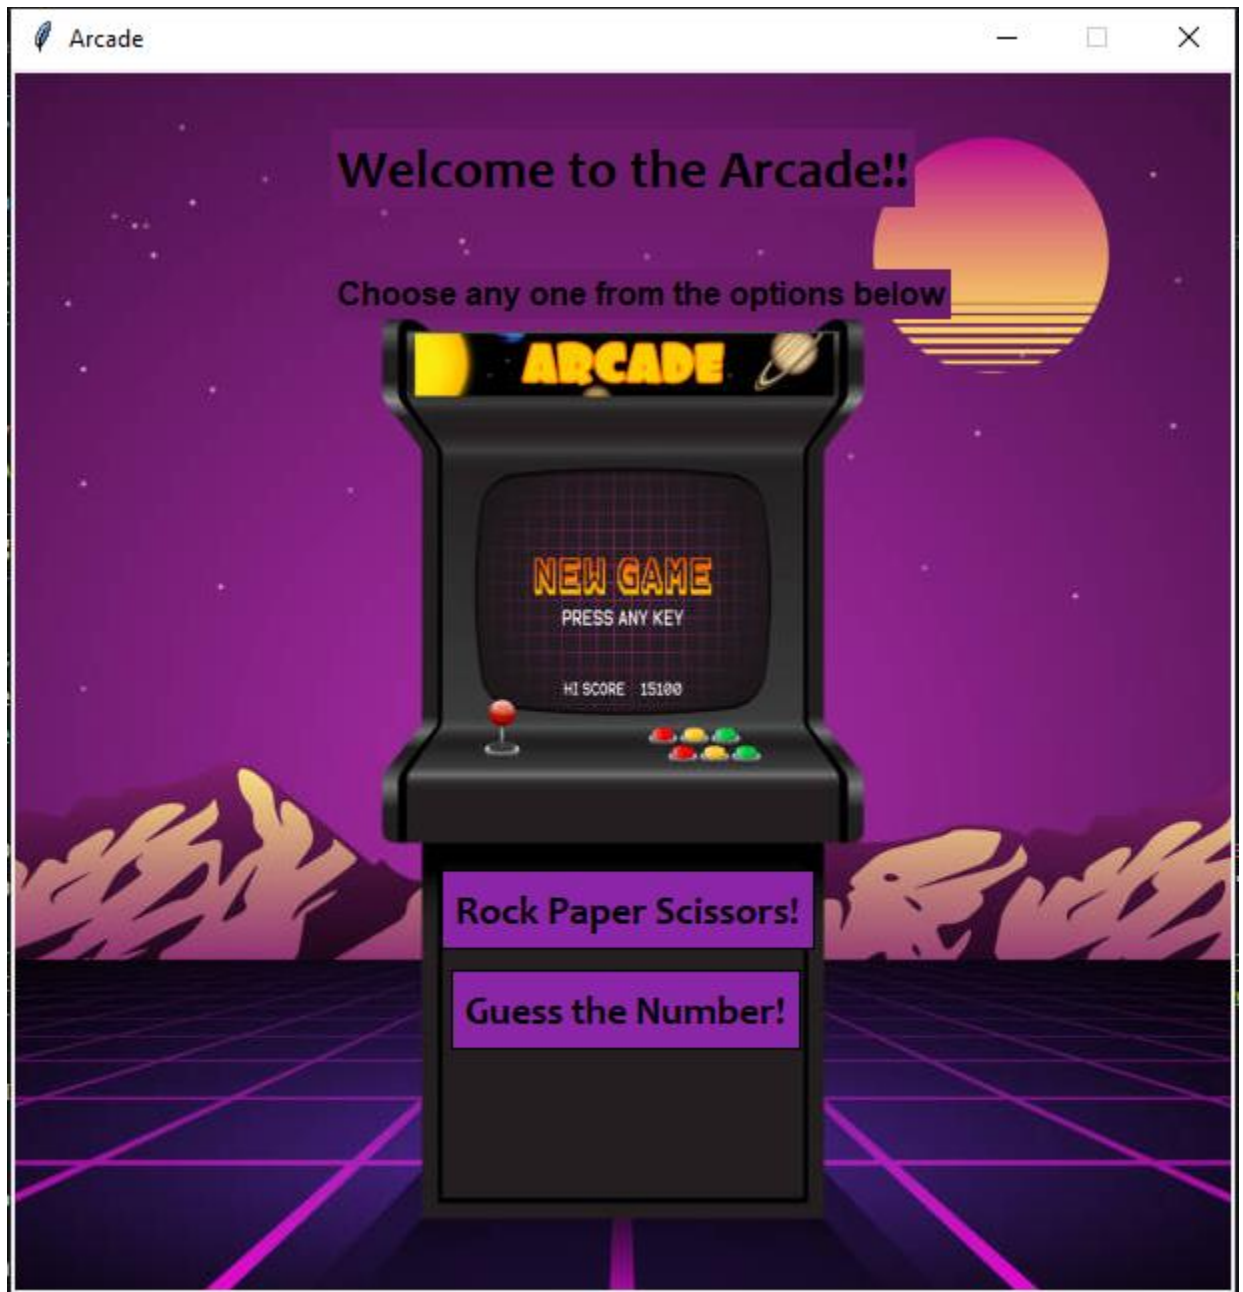 Arcade
Welcome to the Arcade!!
Choose any one from the options below
ARCADE
NEW GAME
PRESS ANY KEY
HI SCORE 15100
Rock Paper Scissors!
Guess the Number!